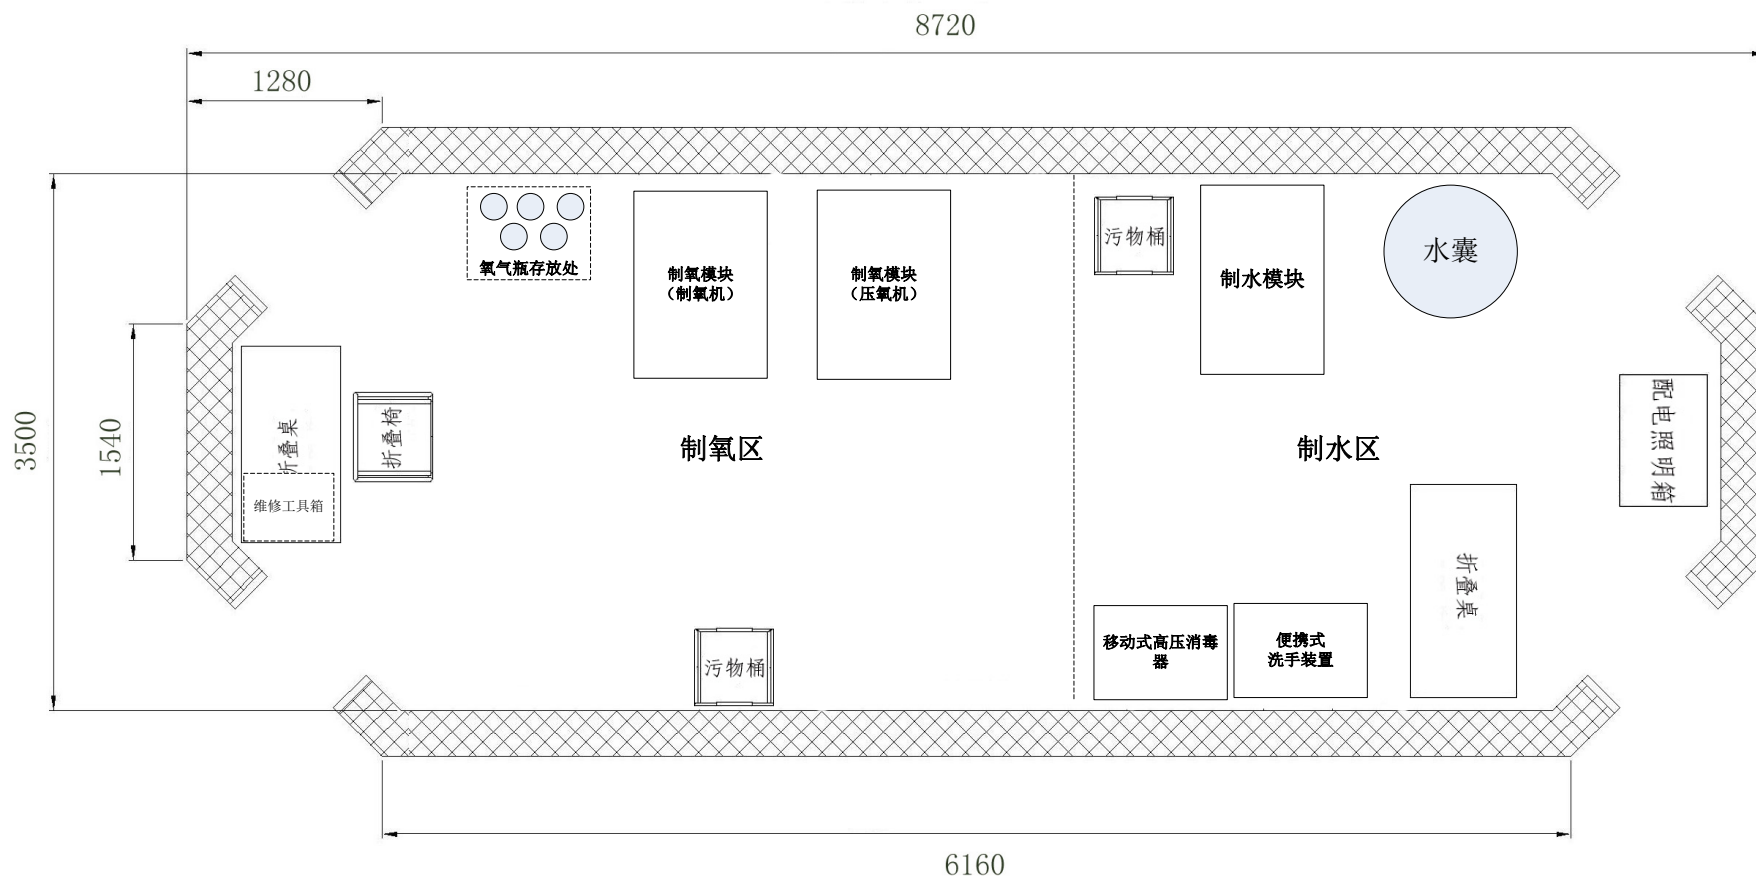 8720
1280
氧气瓶存放处
制氧模块
（制氧机）
制氧模块
（压氧机）
污物桶
制水模块
水囊
3500
1540
折叠桌
维修工具箱
折叠椅
制氧区
制水区
配电照明箱
折叠桌
污物桶
移动式高压消毒
器
便携式
洗手装置
6160